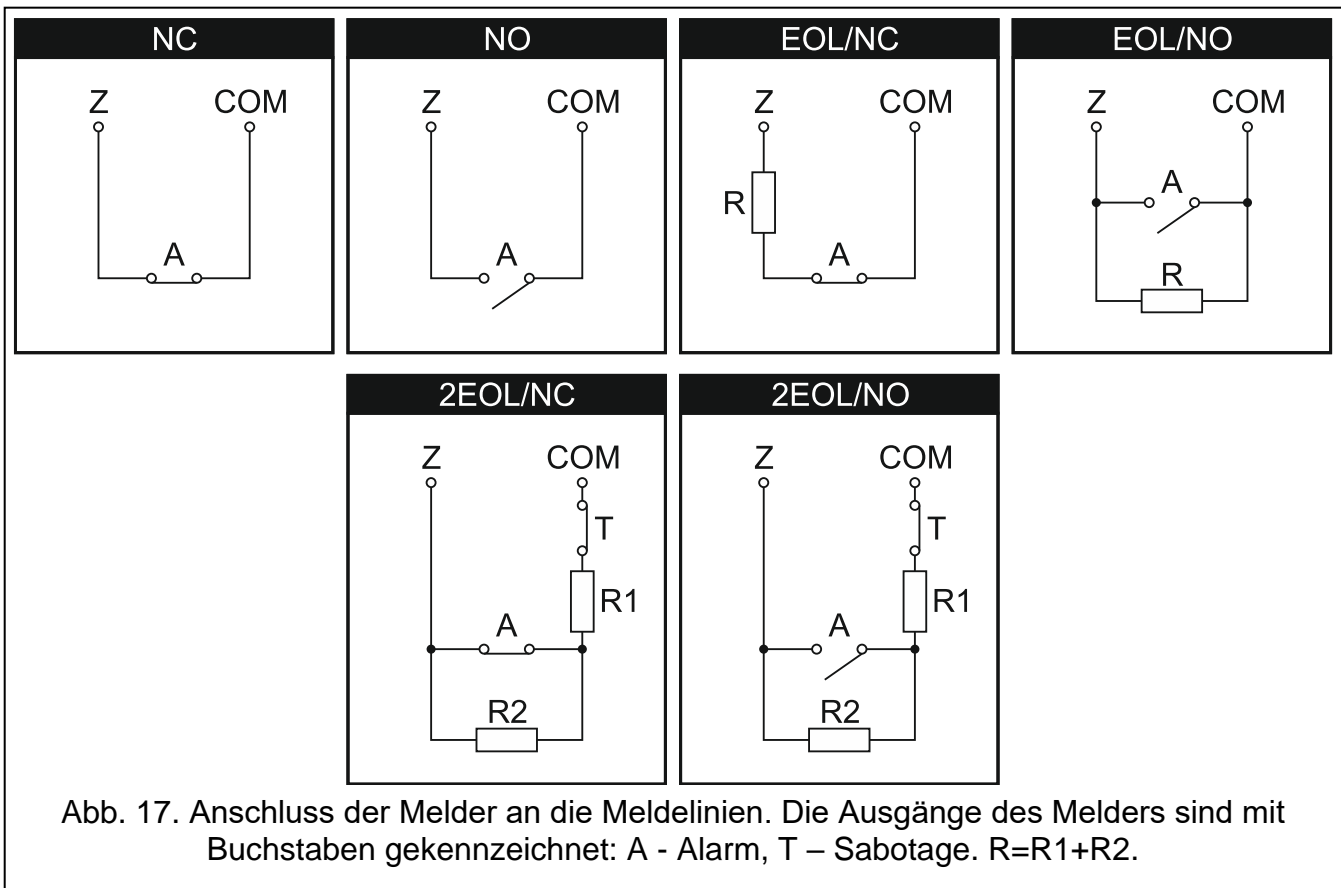 NC
NO
EOL/NC
EOL/NO
Z COM
A
Z COM
A
Z COM
R
A
Z COM
A
R
2EOL/NC
2EOL/NO
Z COM
T
R1
A
R2
Z COM
T
R1
A
R2
Abb. 17. Anschluss der Melder an die Meldelinien. Die Ausgänge des Melders sind mit
Buchstaben gekennzeichnet: A - Alarm, T – Sabotage. R=R1+R2.